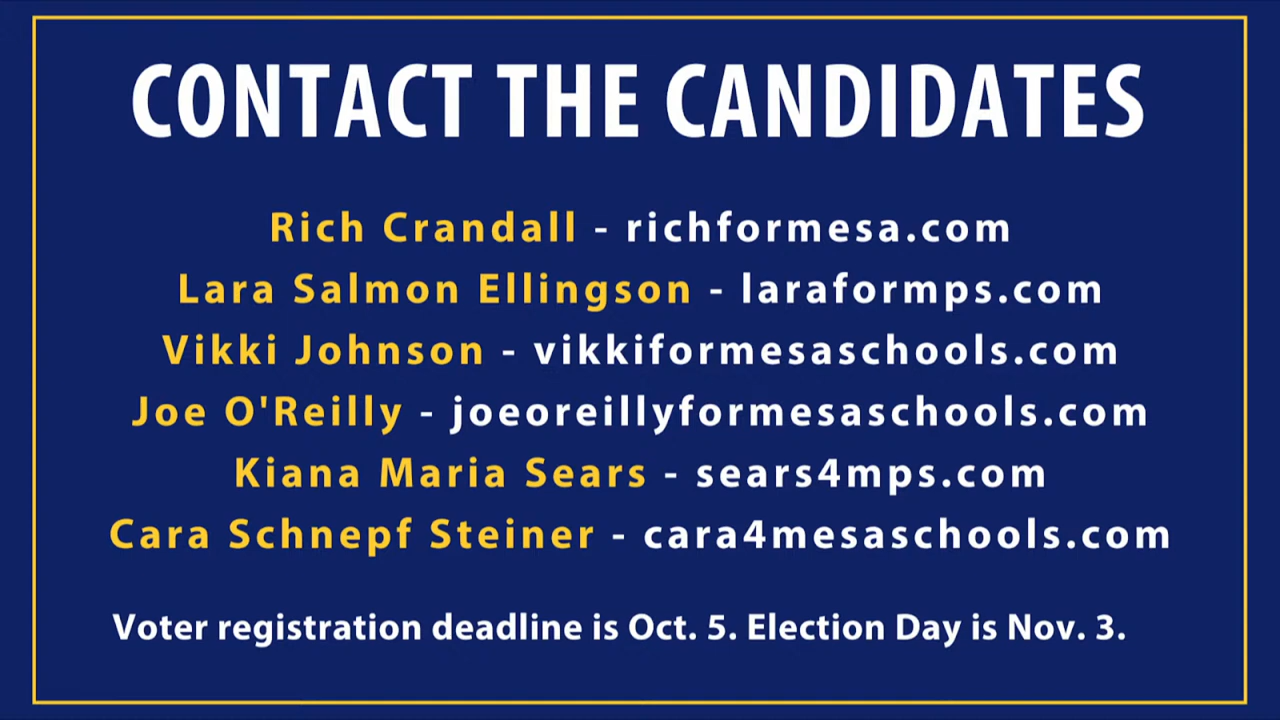 CONTACT THE CANDIDATES
Rich Crandall - richformesa.com
Lara Salmon Ellingson - laraformps.com
Vikki Johnson - vikkiformesaschools.com
Joe O'Reilly - joeoreillyformesaschools.com
Kiana Maria Sears - sears4mps.com
Cara Schnepf Steiner - cara4mesaschools.com
Voter registration deadline is Oct. 5. Election Day is Nov. 3.